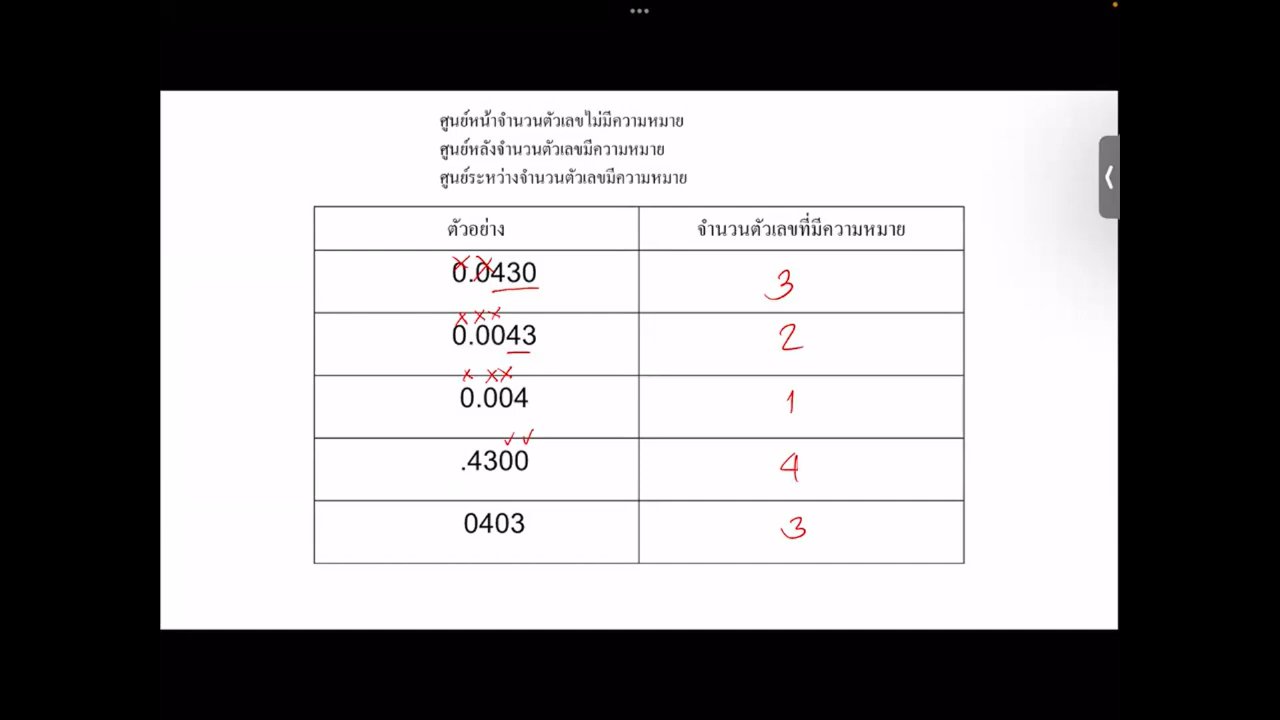 ศูนย์หน้าจำนวนตัวเลขไม่มีความหมาย
ศูนย์หลังจำนวนตัวเลขมีความหมาย
ศูนย์ระหว่างจำนวนตัวเลขมีความหมาย
ตัวอย่าง จำนวนตัวเลขที่มีความหมาย
0.0430 3
0.0043 2
0.004 1
.4300 4
0403 3